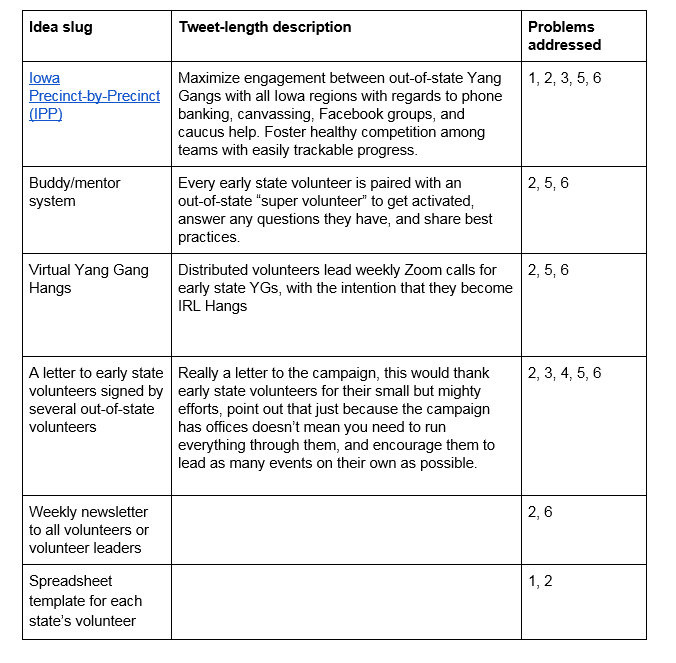 Idea slug
Tweet-length description
Problems
addressed
Iowa
Precinct-by-Precinct
(IPP)
Maximize engagement between out-of-state Yang
Gangs with all Iowa regions with regards to phone
banking, canvassing, Facebook groups, and
caucus help. Foster healthy competition among
teams with easily trackable progress.
1, 2, 3, 5, 6
Buddy/mentor
system
Every early state volunteer is paired with an
out-of-state “super volunteer” to get activated,
answer any questions they have, and share best
practices.
2, 5, 6
Virtual Yang Gang
Hangs
Distributed volunteers lead weekly Zoom calls for
early state YGs, with the intention that they become
IRL Hangs
2, 5, 6
A letter to early state
volunteers signed by
several out-of-state
volunteers
Really a letter to the campaign, this would thank
early state volunteers for their small but mighty
efforts, point out that just because the campaign
has offices doesn’t mean you need to run
everything through them, and encourage them to
lead as many events on their own as possible.
2, 3, 4, 5, 6
Weekly newsletter
to all volunteers or
volunteer leaders
2, 6
Spreadsheet
template for each
state’s volunteer
1, 2